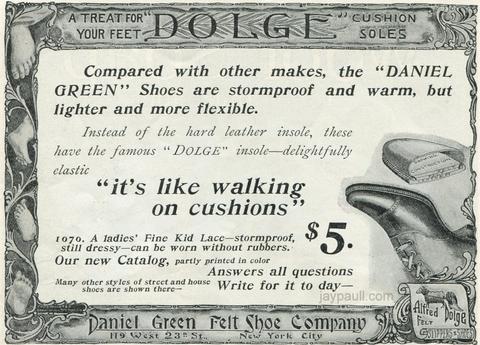 A TREAT FOR YOUR FEET "DOLGE" CUSHION SOLES
Compared with other makes, the "DANIEL
GREEN" Shoes are stormproof and warm, but
lighter and more flexible.
Instead of the hard leather insole, these
have the famous "DOLGE" insole—delightfully
elastic
"it's like walking
on cushions"
1070. A ladies' Fine Kid Lace—stormproof,
still dressy—can be worn without rubbers.
$5.
Our new Catalog, partly printed in color
Answers all questions
Many other styles of street and house
shoes are shown there—
Write for it to day—
jaypaull.com
Daniel Green Felt Shoe Company
119 West 23rd St., New York City
Alfred Dolge
FELT
SLIPPERS & SHOES